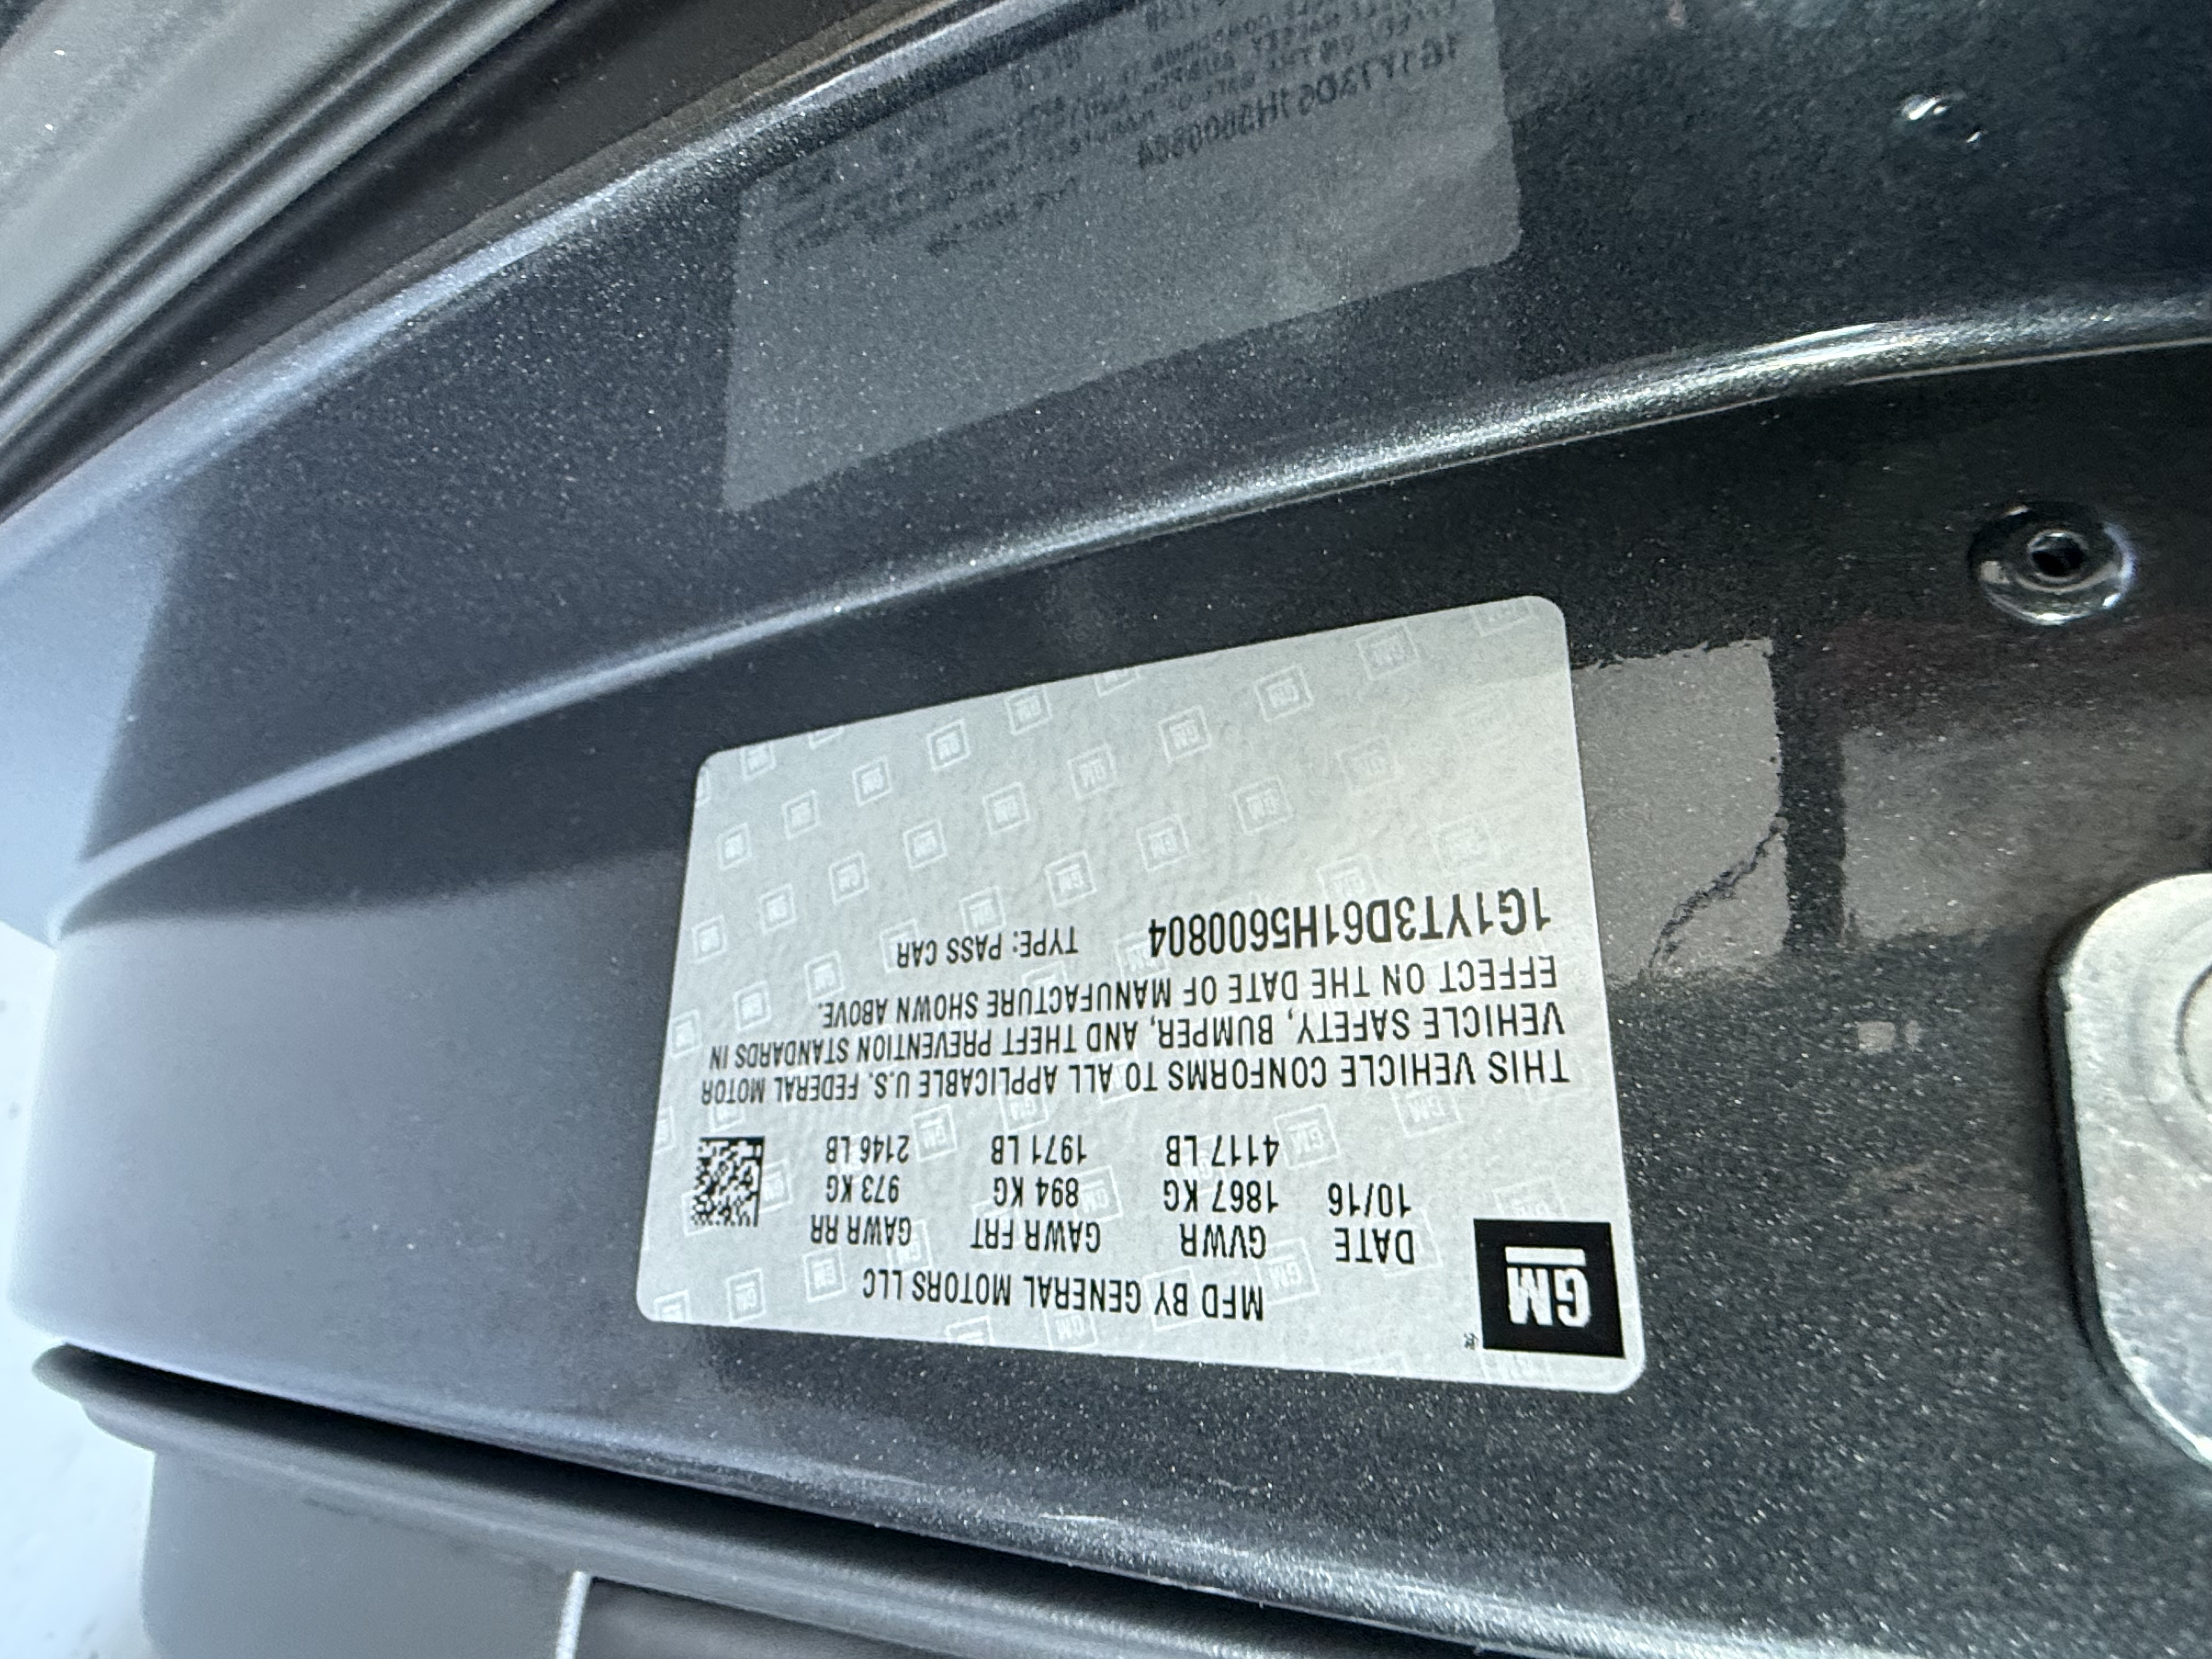 GM
MFD BY GENERAL MOTORS LLC
DATE GVWR GAWR FRT GAWR RR
10/16 1867 KG 894 KG 973 KG
4117 LB 1971 LB 2146 LB
THIS VEHICLE CONFORMS TO ALL APPLICABLE U.S. FEDERAL MOTOR
VEHICLE SAFETY, BUMPER, AND THEFT PREVENTION STANDARDS IN
EFFECT ON THE DATE OF MANUFACTURE SHOWN ABOVE.
1G1YT3D61H5600804 TYPE: PASS CAR